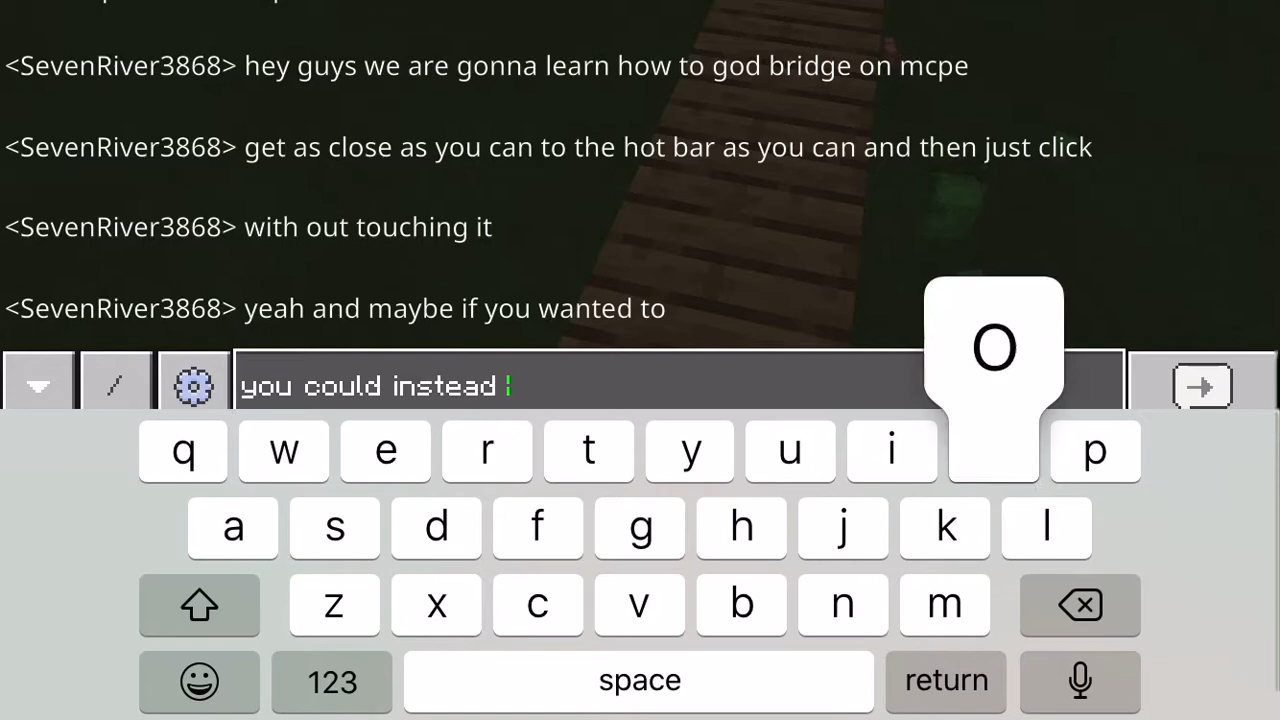 <SevenRiver3868> hey guys we are gonna learn how to god bridge on mcpe
<SevenRiver3868> get as close as you can to the hot bar as you can and then just click
<SevenRiver3868> with out touching it
<SevenRiver3868> yeah and maybe if you wanted to
/ you could instead
o
q w e r t y u i p
a s d f g h j k l
z x c v b n m
123 space return